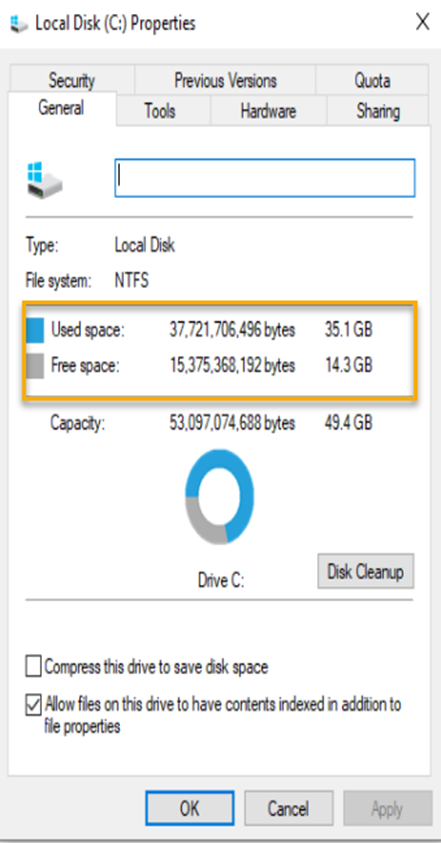 Local Disk (C:) Properties
X
Security Previous Versions Quota
General Tools Hardware Sharing
Type: Local Disk
File system: NTFS
Used space: 37,721,706,496 bytes 35.1 GB
Free space: 15,375,368,192 bytes 14.3 GB
Capacity: 53,097,074,688 bytes 49.4 GB
Drive C:
Disk Cleanup
Compress this drive to save disk space
Allow files on this drive to have contents indexed in addition to
file properties
OK Cancel Apply